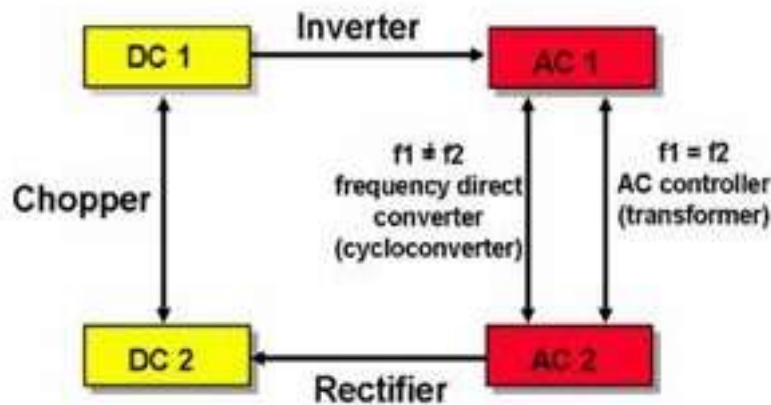 Inverter
DC 1
AC 1
f1 ≠ f2
frequency direct
converter
(cycloconverter)
f1 = f2
AC controller
(transformer)
Chopper
DC 2
AC 2
Rectifier